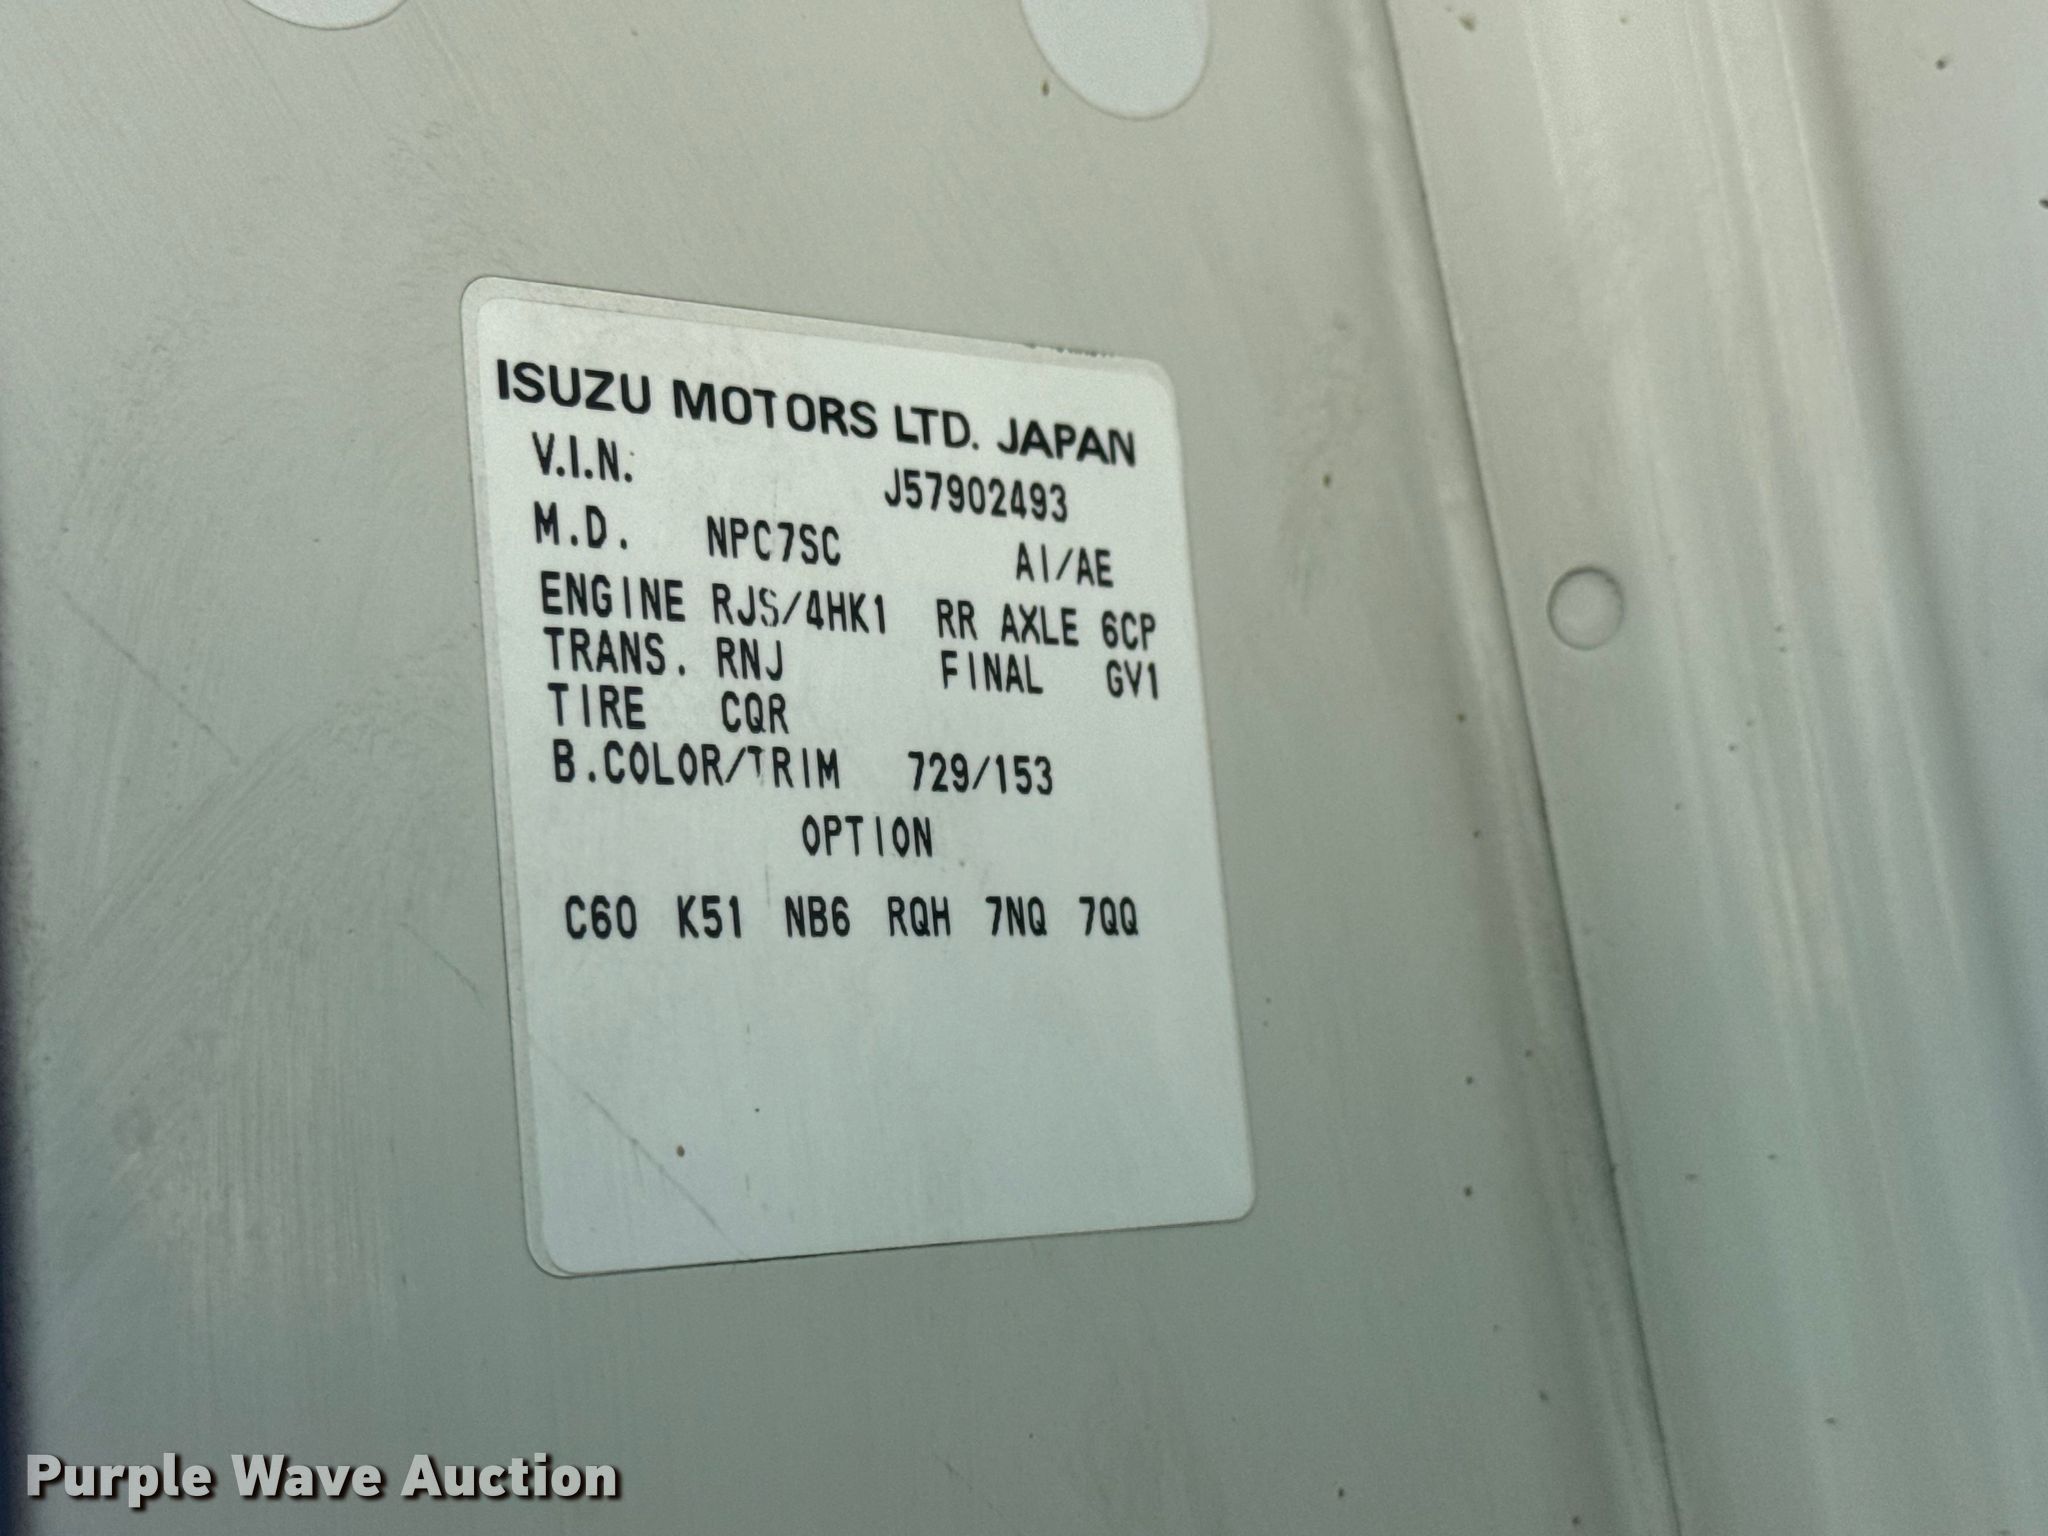 ISUZU MOTORS LTD. JAPAN
V.I.N. J57902493
M.D. NPC7SC AI/AE
ENGINE RJS/4HK1 RR AXLE 6CP
TRANS. RNJ FINAL GV1
TIRE CQR
B.COLOR/TRIM 729/153
OPTION
C60 K51 NB6 RQH 7NQ 7QQ
Purple Wave Auction